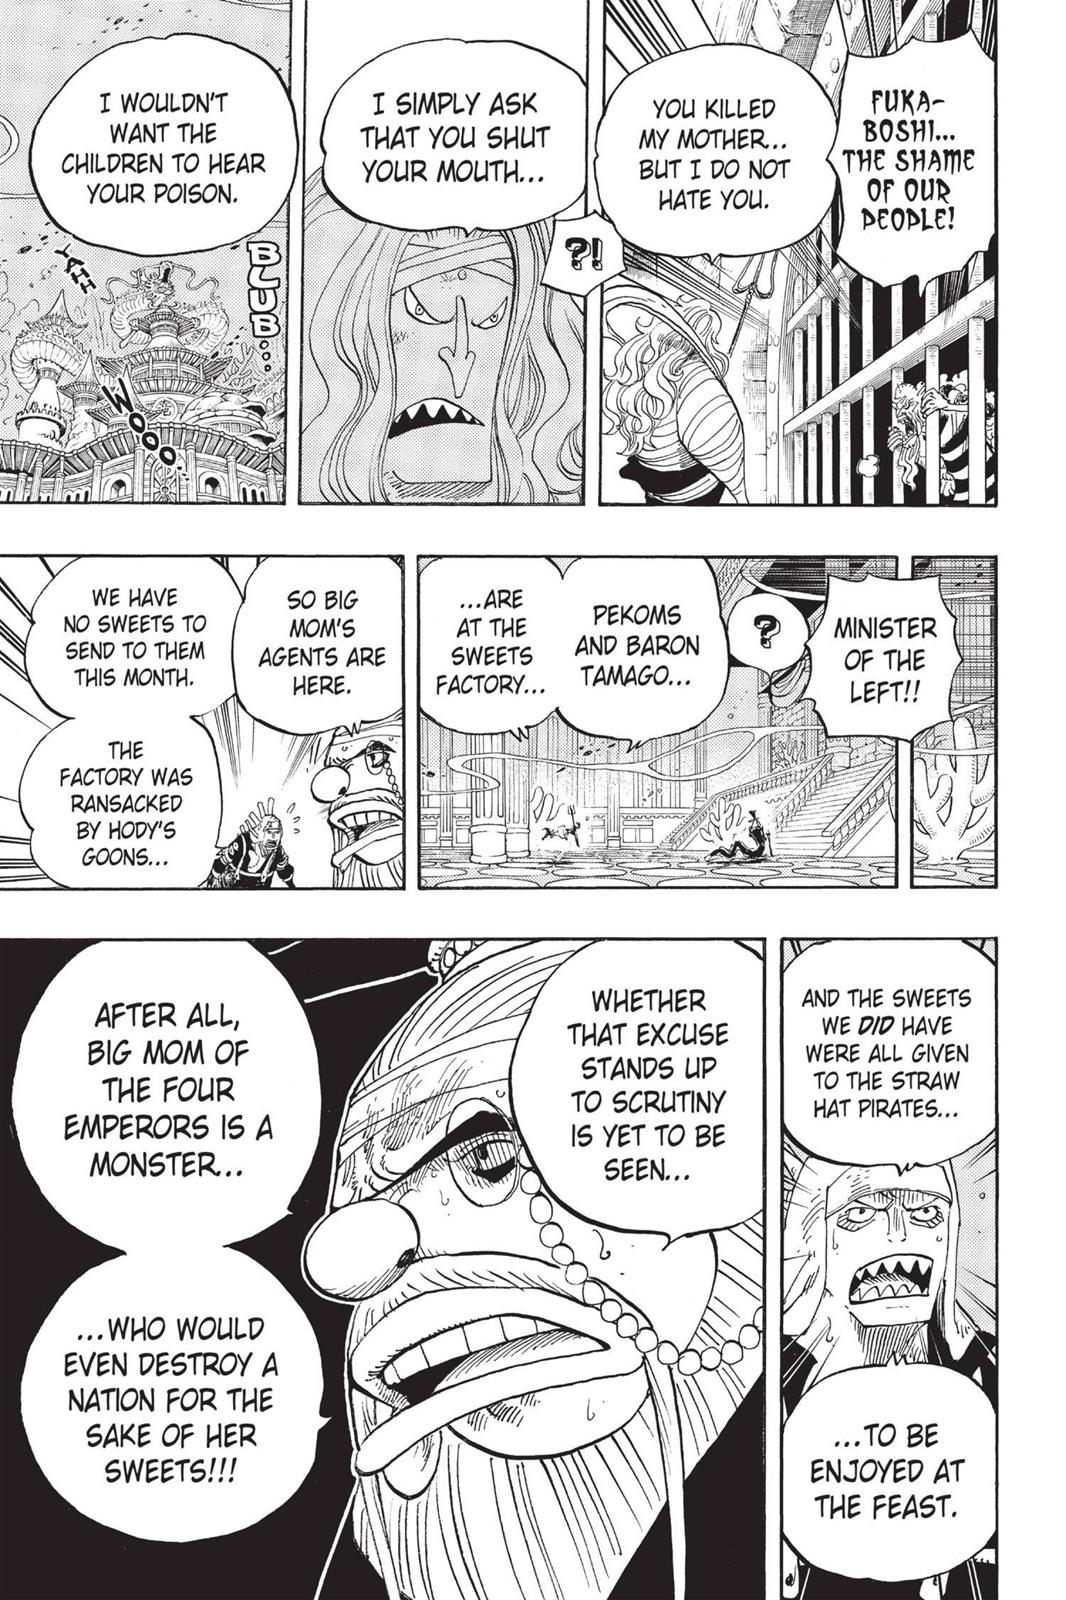 FUKA-
BOSHI...
THE SHAME
OF OUR
PEOPLE!
YOU KILLED
MY MOTHER...
BUT I DO NOT
HATE YOU.
?!
I SIMPLY ASK
THAT YOU SHUT
YOUR MOUTH...
I WOULDN'T
WANT THE
CHILDREN TO HEAR
YOUR POISON.
BLUB...
YAHH
WOOO...
MINISTER
OF THE
LEFT!!
?
PEKOMS
AND BARON
TAMAGO...
...ARE
AT THE
SWEETS
FACTORY...
SO BIG
MOM'S
AGENTS ARE
HERE.
WE HAVE
NO SWEETS TO
SEND TO THEM
THIS MONTH.
THE
FACTORY WAS
RANSACKED
BY HODY'S
GOONS...
AND THE SWEETS
WE DID HAVE
WERE ALL GIVEN
TO THE STRAW
HAT PIRATES...
...TO BE
ENJOYED AT
THE FEAST.
WHETHER
THAT EXCUSE
STANDS UP
TO SCRUTINY
IS YET TO BE
SEEN...
AFTER ALL,
BIG MOM OF
THE FOUR
EMPERORS IS A
MONSTER...
...WHO WOULD
EVEN DESTROY A
NATION FOR THE
SAKE OF HER
SWEETS!!!